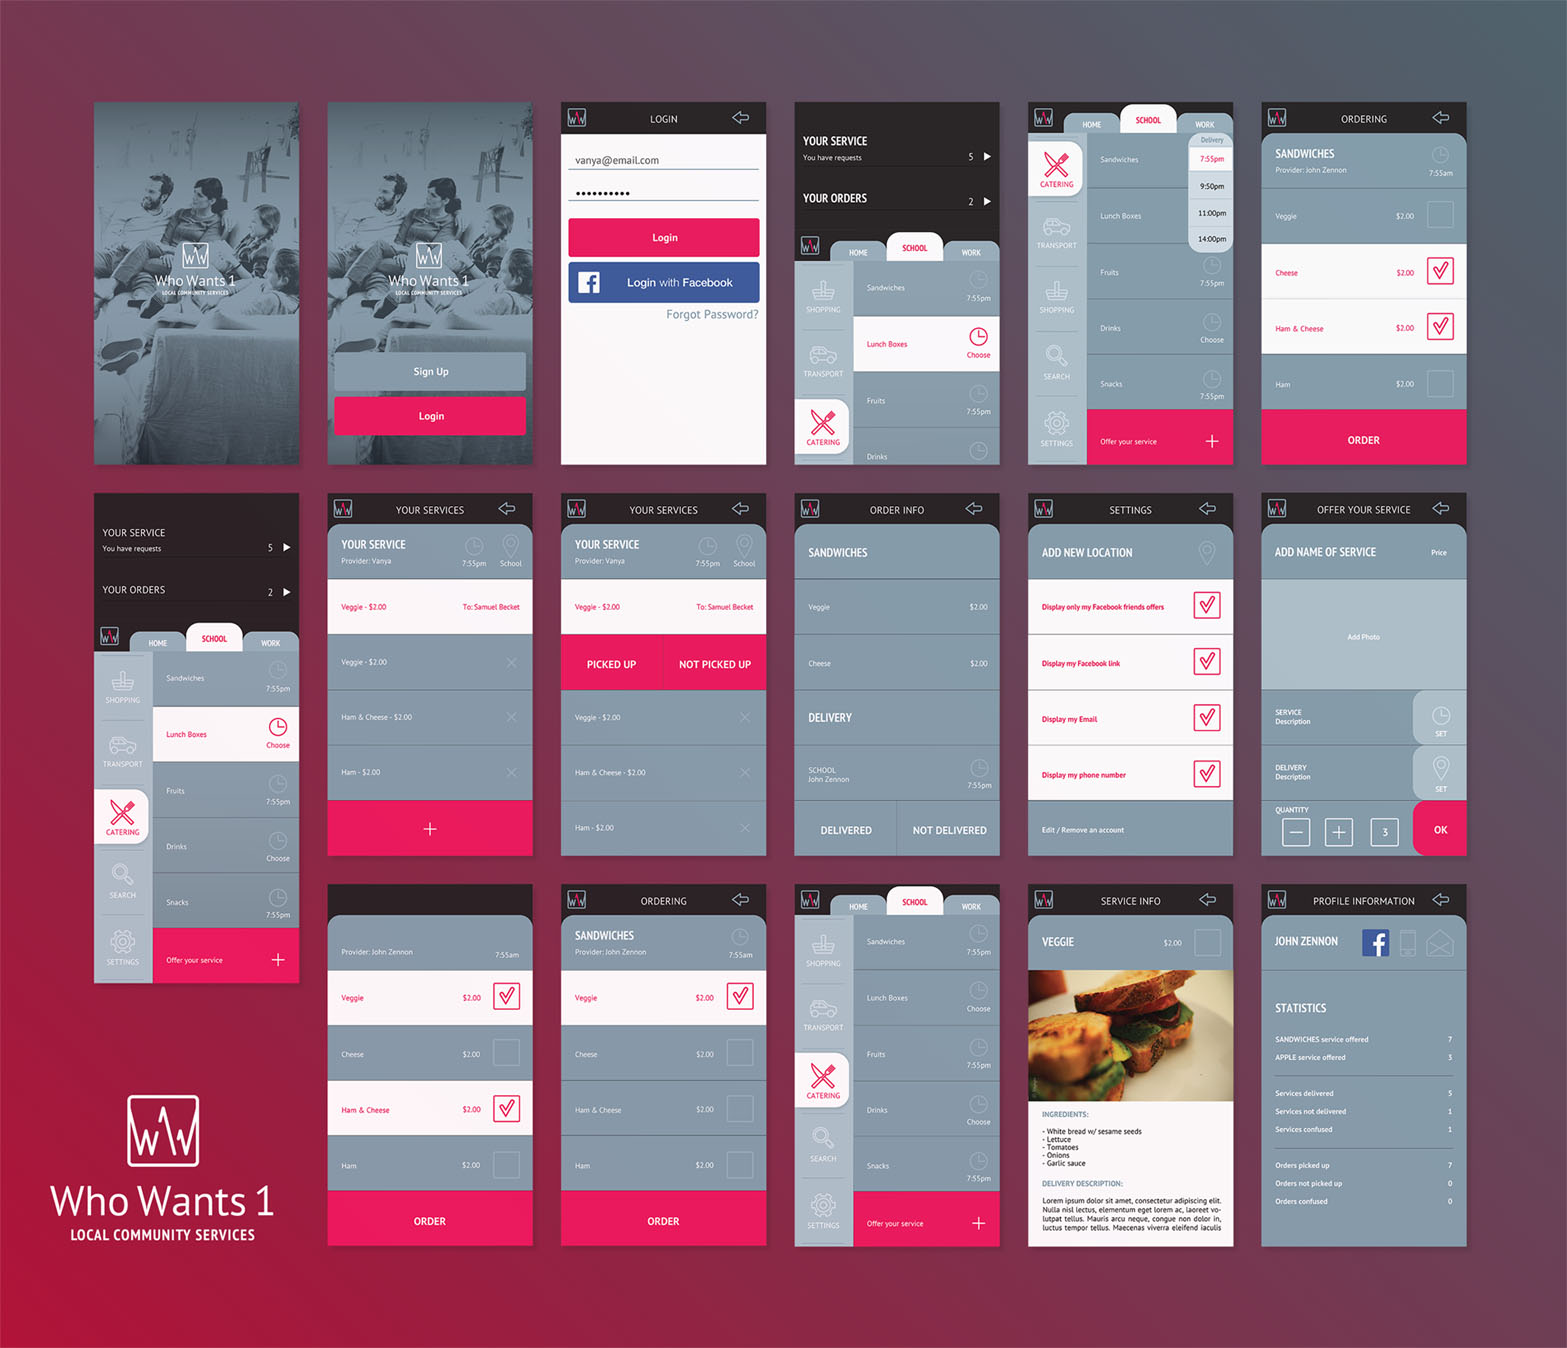 Who Wants 1
LOCAL COMMUNITY SERVICES
Who Wants 1
LOCAL COMMUNITY SERVICES
Sign Up
Login
LOGIN
vanya@email.com
Login
Login with Facebook
Forgot Password?
YOUR SERVICE
You have requests 5
YOUR ORDERS 2
HOME SCHOOL WORK
SHOPPING
TRANSPORT
CATERING
Sandwiches 7:55pm
Lunch Boxes Choose
Fruits 7:55pm
Drinks
HOME SCHOOL WORK
CATERING
TRANSPORT
SHOPPING
SEARCH
SETTINGS
Sandwiches
Lunch Boxes
Delivery
7:55pm
9:50pm
11:00pm
14:00pm
Fruits 7:55pm
Drinks Choose
Snacks 7:55pm
Offer your service +
ORDERING
SANDWICHES
Provider: John Zennon 7:55am
Veggie $2.00
Cheese $2.00
Ham & Cheese $2.00
Ham $2.00
ORDER
YOUR SERVICE
You have requests 5
YOUR ORDERS 2
HOME SCHOOL WORK
SHOPPING
TRANSPORT
CATERING
SEARCH
SETTINGS
Sandwiches 7:55pm
Lunch Boxes Choose
Fruits 7:55pm
Drinks Choose
Snacks 7:55pm
Offer your service +
YOUR SERVICES
YOUR SERVICE
Provider: Vanya 7:55pm School
Veggie - $2.00 To: Samuel Becket
Veggie - $2.00
Ham & Cheese - $2.00
Ham - $2.00
+
YOUR SERVICES
YOUR SERVICE
Provider: Vanya 7:55pm School
Veggie - $2.00 To: Samuel Becket
PICKED UP NOT PICKED UP
Veggie - $2.00
Ham & Cheese - $2.00
Ham - $2.00
ORDER INFO
SANDWICHES
Veggie $2.00
Cheese $2.00
DELIVERY
SCHOOL
John Zennon 7:55pm
DELIVERED NOT DELIVERED
SETTINGS
ADD NEW LOCATION
Display only my Facebook friends offers
Display my Facebook link
Display my Email
Display my phone number
Edit / Remove an account
OFFER YOUR SERVICE
ADD NAME OF SERVICE Price
Add Photo
SERVICE
Description SET
DELIVERY
Description SET
QUANTITY
3 OK
Provider: John Zennon 7:55am
Veggie $2.00
Cheese $2.00
Ham & Cheese $2.00
Ham $2.00
ORDER
ORDERING
SANDWICHES
Provider: John Zennon 7:55am
Veggie $2.00
Cheese $2.00
Ham & Cheese $2.00
Ham $2.00
ORDER
HOME SCHOOL WORK
SHOPPING
TRANSPORT
CATERING
SEARCH
SETTINGS
Sandwiches 7:55pm
Lunch Boxes Choose
Fruits 7:55pm
Drinks Choose
Snacks 7:55pm
Offer your service +
SERVICE INFO
VEGGIE $2.00
INGREDIENTS:
- White bread w/ sesame seeds
- Lettuce
- Tomatoes
- Onions
- Garlic sauce
DELIVERY DESCRIPTION:
Lorem ipsum dolor sit amet, consectetur adipiscing elit.
Nulla nisl lectus, elementum eget lorem ac, laoreet vo-
lutpat tellus. Mauris arcu neque, congue non dolor in,
luctus tempor tellus. Maecenas viverra eleifend iaculis
PROFILE INFORMATION
JOHN ZENNON
STATISTICS
SANDWICHES service offered 7
APPLE service offered 3
Services delivered 5
Services not delivered 1
Services confused 1
Orders picked up 7
Orders not picked up 0
Orders confused 0
Who Wants 1
LOCAL COMMUNITY SERVICES